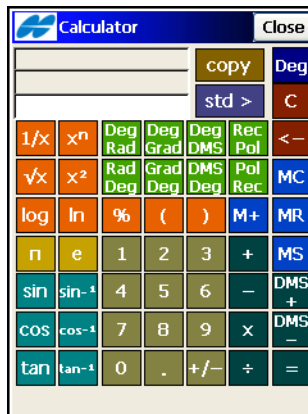 Calculator Close
copy Deg
std > C
1/x xⁿ Deg Rad Deg Grad Deg DMS Rec Pol <-
√x x² Rad Deg Grad Deg DMS Deg Pol Rec MC
log ln % ( ) M+ MR
π e 1 2 3 + MS
sin sin-¹ 4 5 6 − DMS +
cos cos-¹ 7 8 9 x DMS −
tan tan-¹ 0 . +/− ÷ =